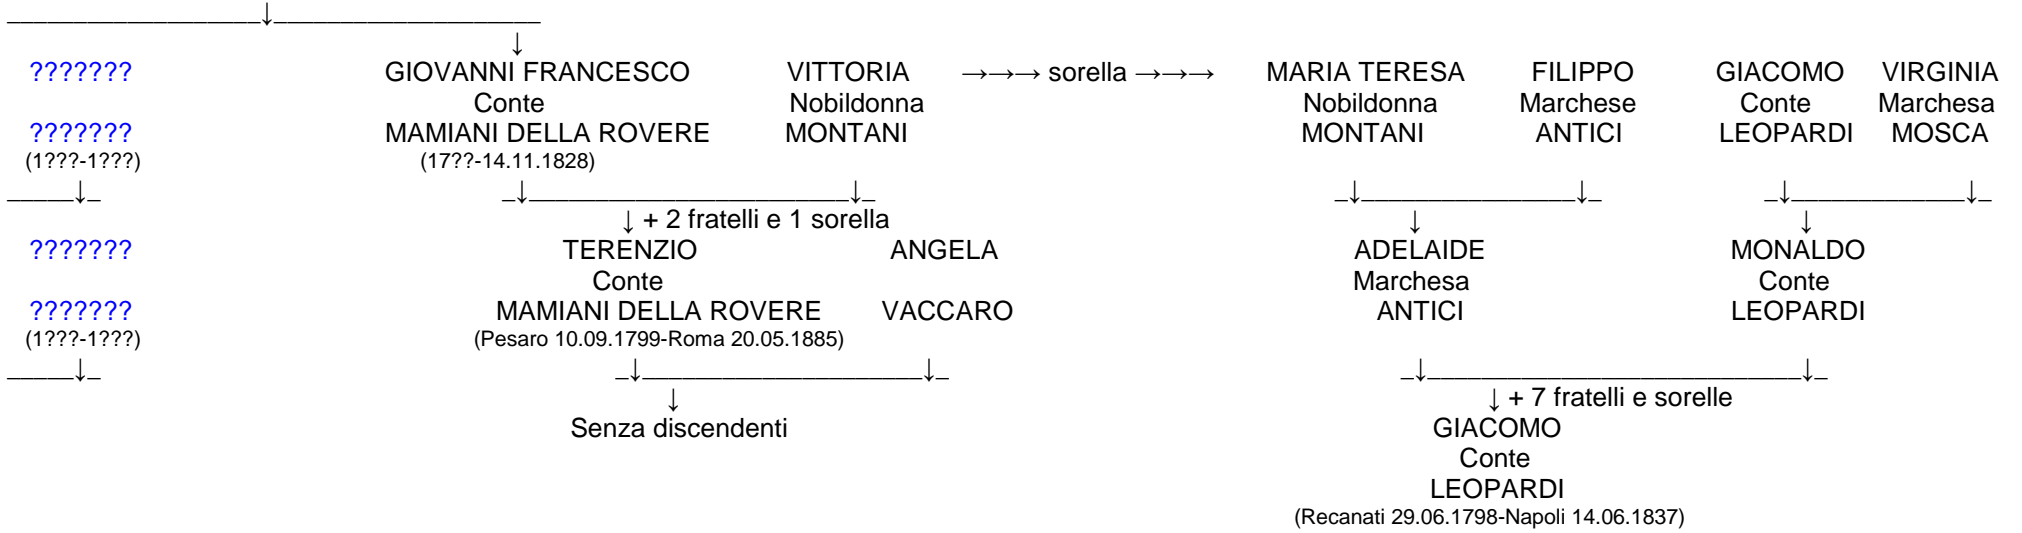 ↓
↓
??????? GIOVANNI FRANCESCO VITTORIA →→→ sorella →→→ MARIA TERESA FILIPPO GIACOMO VIRGINIA
Conte Nobildonna Nobildonna Marchese Conte Marchesa
??????? MAMIANI DELLA ROVERE MONTANI MONTANI ANTICI LEOPARDI MOSCA
(1???-1???) (17??-14.11.1828)
↓ ↓ ↓ ↓ ↓ ↓ ↓
↓ + 2 fratelli e 1 sorella ↓ ↓
??????? TERENZIO ANGELA ADELAIDE MONALDO
Conte Marchesa Conte
??????? MAMIANI DELLA ROVERE VACCARO ANTICI LEOPARDI
(1???-1???) (Pesaro 10.09.1799-Roma 20.05.1885)
↓ ↓ ↓ ↓ ↓
↓ ↓ + 7 fratelli e sorelle
Senza discendenti GIACOMO
Conte
LEOPARDI
(Recanati 29.06.1798-Napoli 14.06.1837)